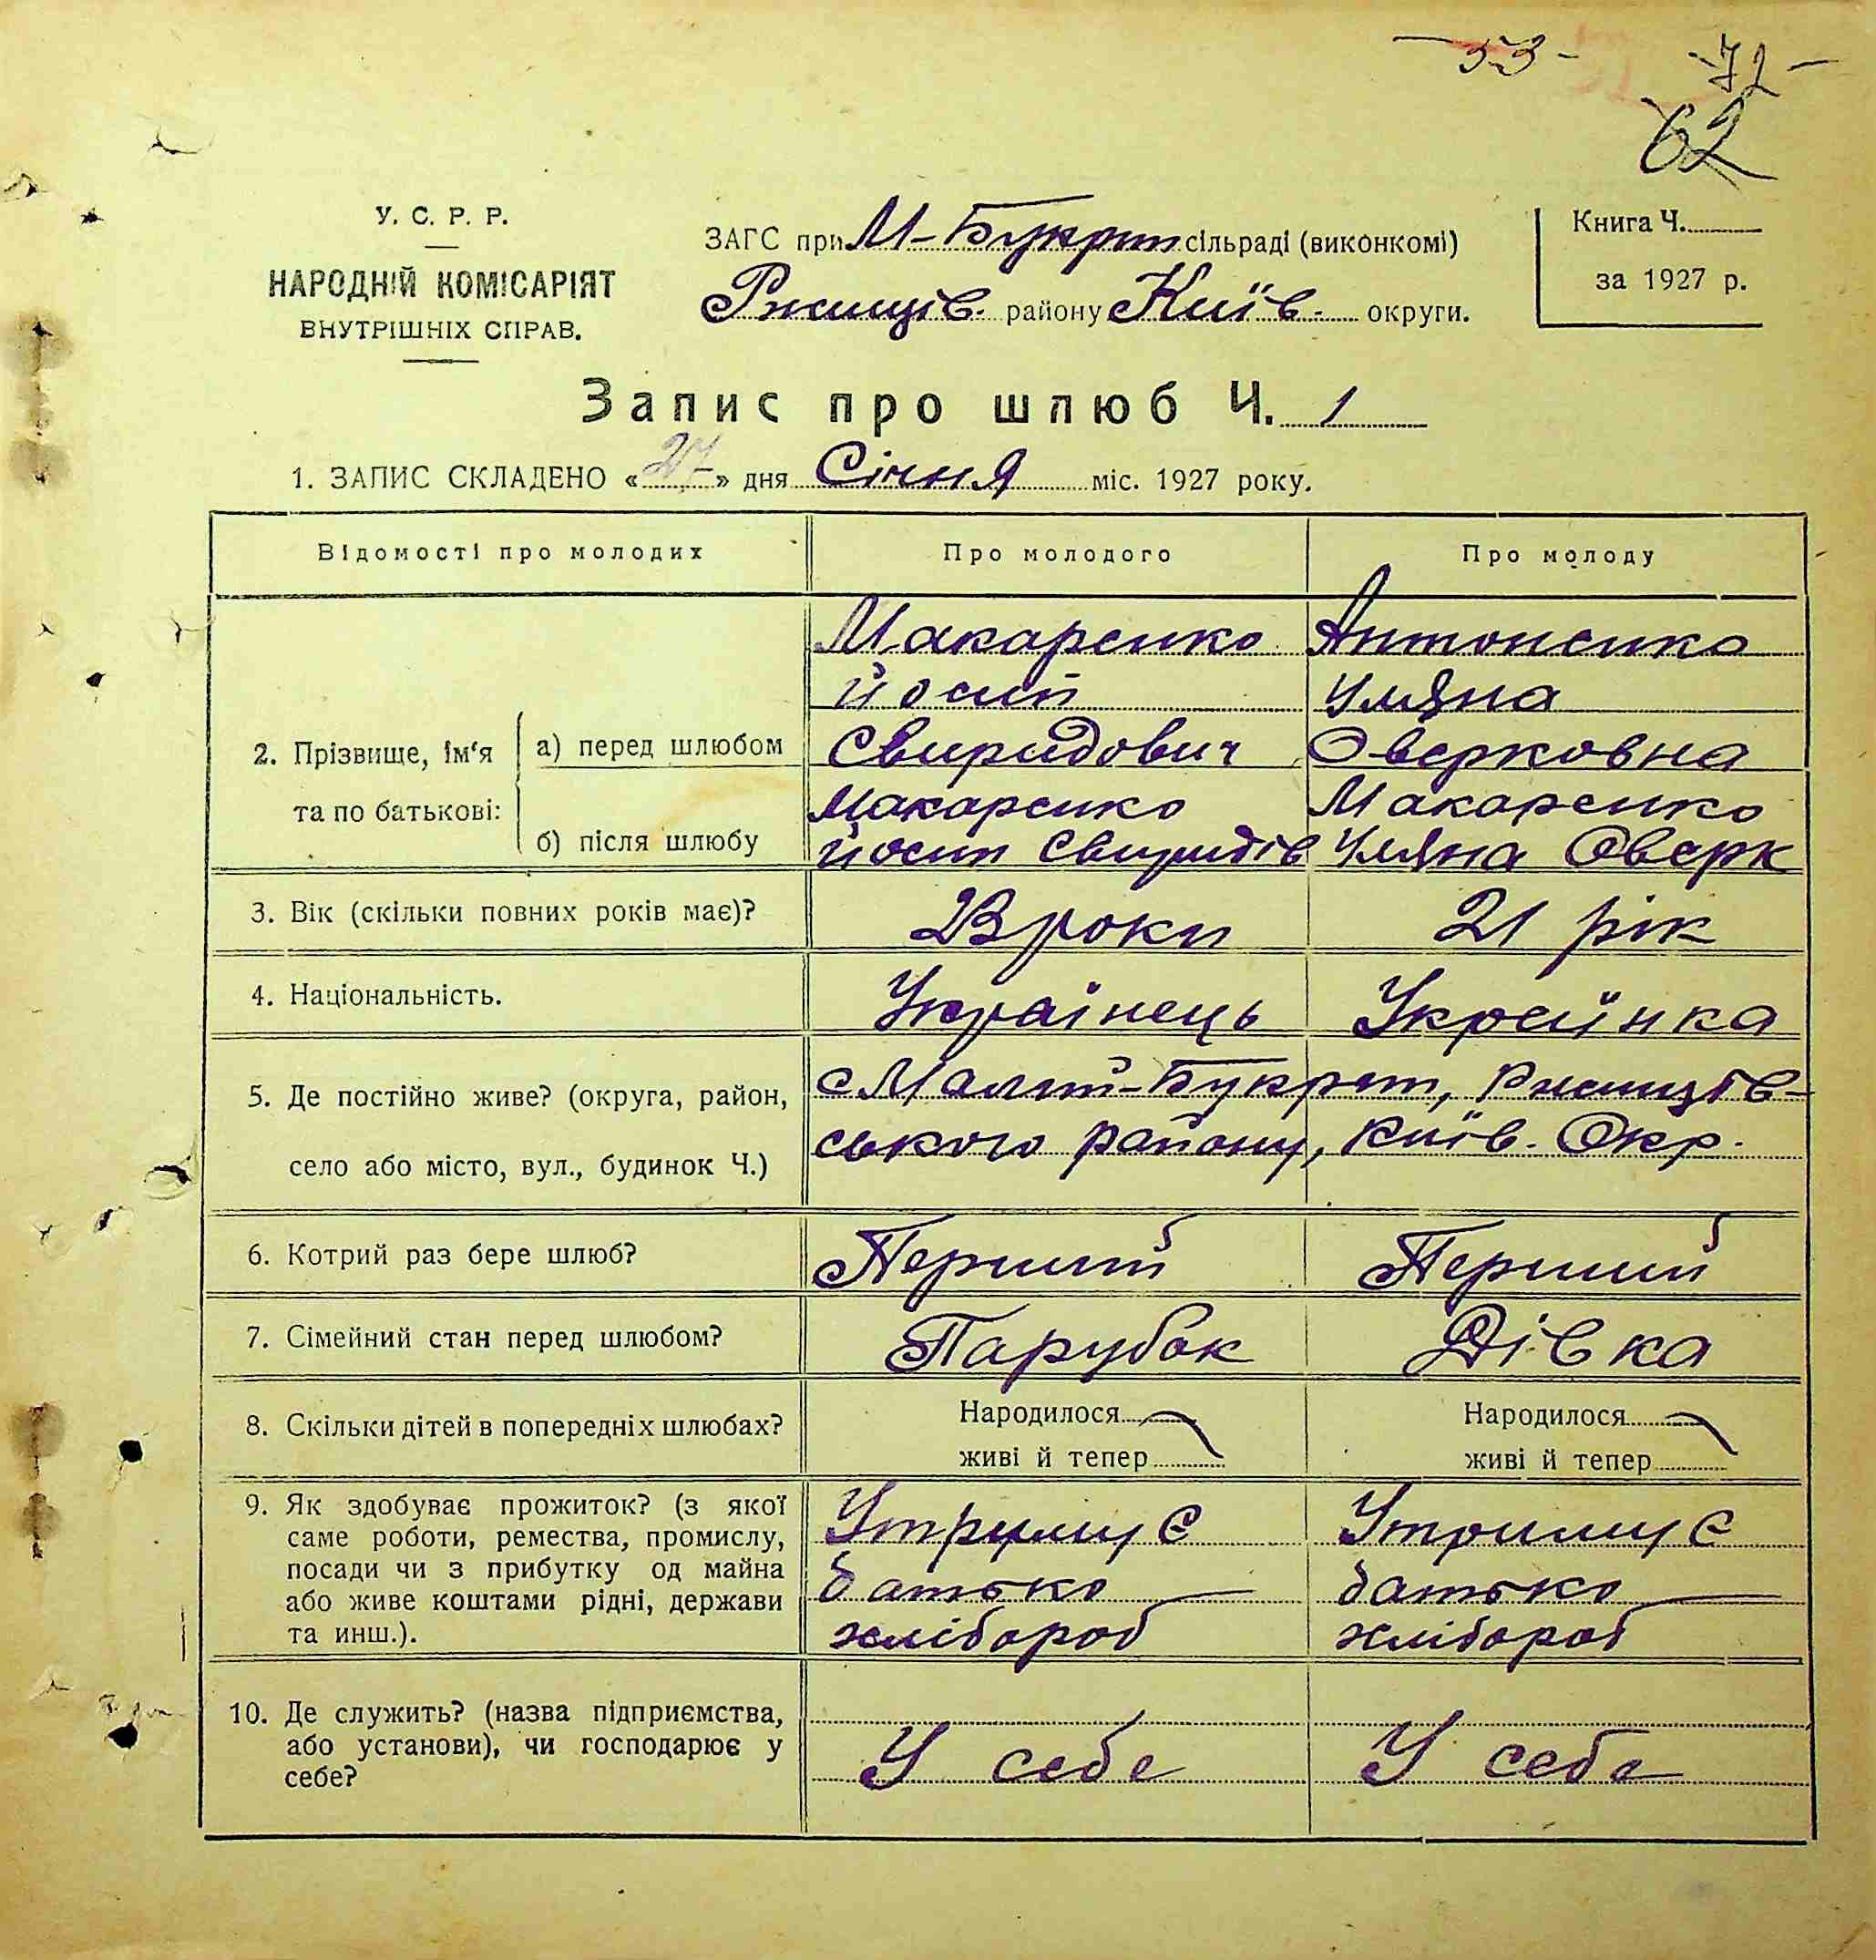 - 53 -
- 72 -
62
У. С. Р. Р.
НАРОДНІЙ КОМІСАРІЯТ
ВНУТРІШНІХ СПРАВ.
ЗАГС при М-Букрин сільраді (виконкомі)
Ржищів. району Київ. округи.
Книга Ч.
за 1927 р.
Запис про шлюб Ч. 1
1. ЗАПИС СКЛАДЕНО « » дня Січня міс. 1927 року.
Відомості про молодих Про молодого Про молоду
Макаренко Антоненко
Йосип Уляна
2. Прізвище, ім'я а) перед шлюбом Свиридович Оверковна
та по батькові: Макаренко Макаренко
б) після шлюбу Йосип Свиридів Уляна Оверк
3. Вік (скільки повних років має)? 23 роки 21 рік
4. Національність. Українець Україінка
5. Де постійно живе? (округа, район, с Малий-Букрин, Ржищів-
село або місто, вул., будинок Ч.) ського району, Київ. Окр.
6. Котрий раз бере шлюб? Перший Перший
7. Сімейний стан перед шлюбом? Парубок Дівка
8. Скільки дітей в попередніх шлюбах? Народилося Народилося
живі й тепер живі й тепер
9. Як здобуває прожиток? (з якої Утримує Утримує
саме роботи, ремества, промислу,
посади чи з прибутку од майна батько батько
або живе коштами рідні, держави
та инш.). хлібороб хлібороб
10. Де служить? (назва підприємства,
або установи), чи господарює у У себе У себе
себе?